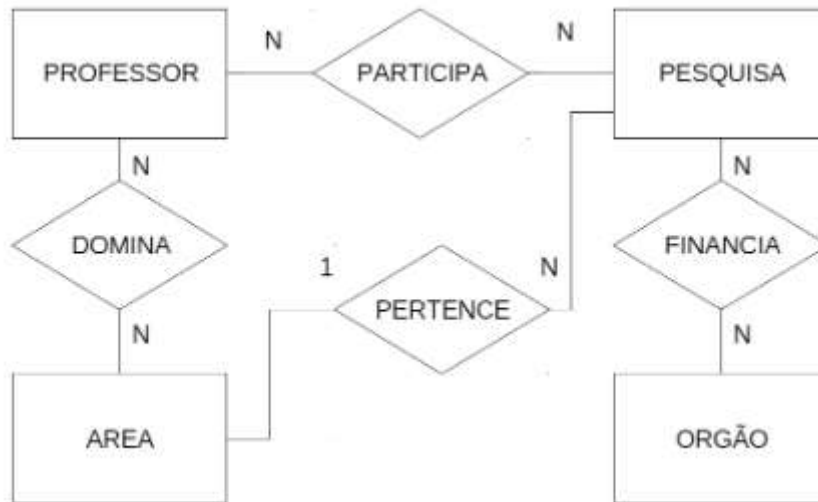 N
N
PROFESSOR
PARTICIPA
PESQUISA
N
N
DOMINA
FINANCIA
1
N
PERTENCE
N
N
AREA
ORGÃO